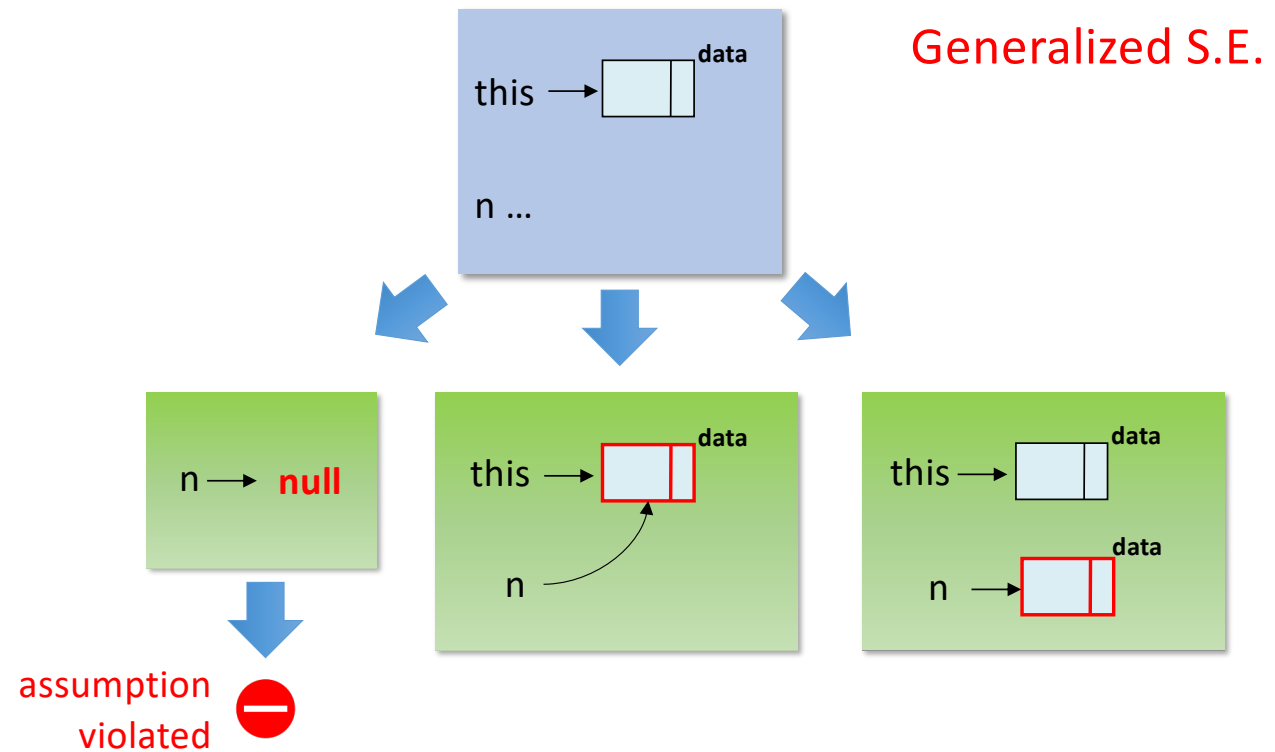 Generalized S.E.
data
this
n ...
n
null
data
this
n
data
this
data
n
assumption
violated